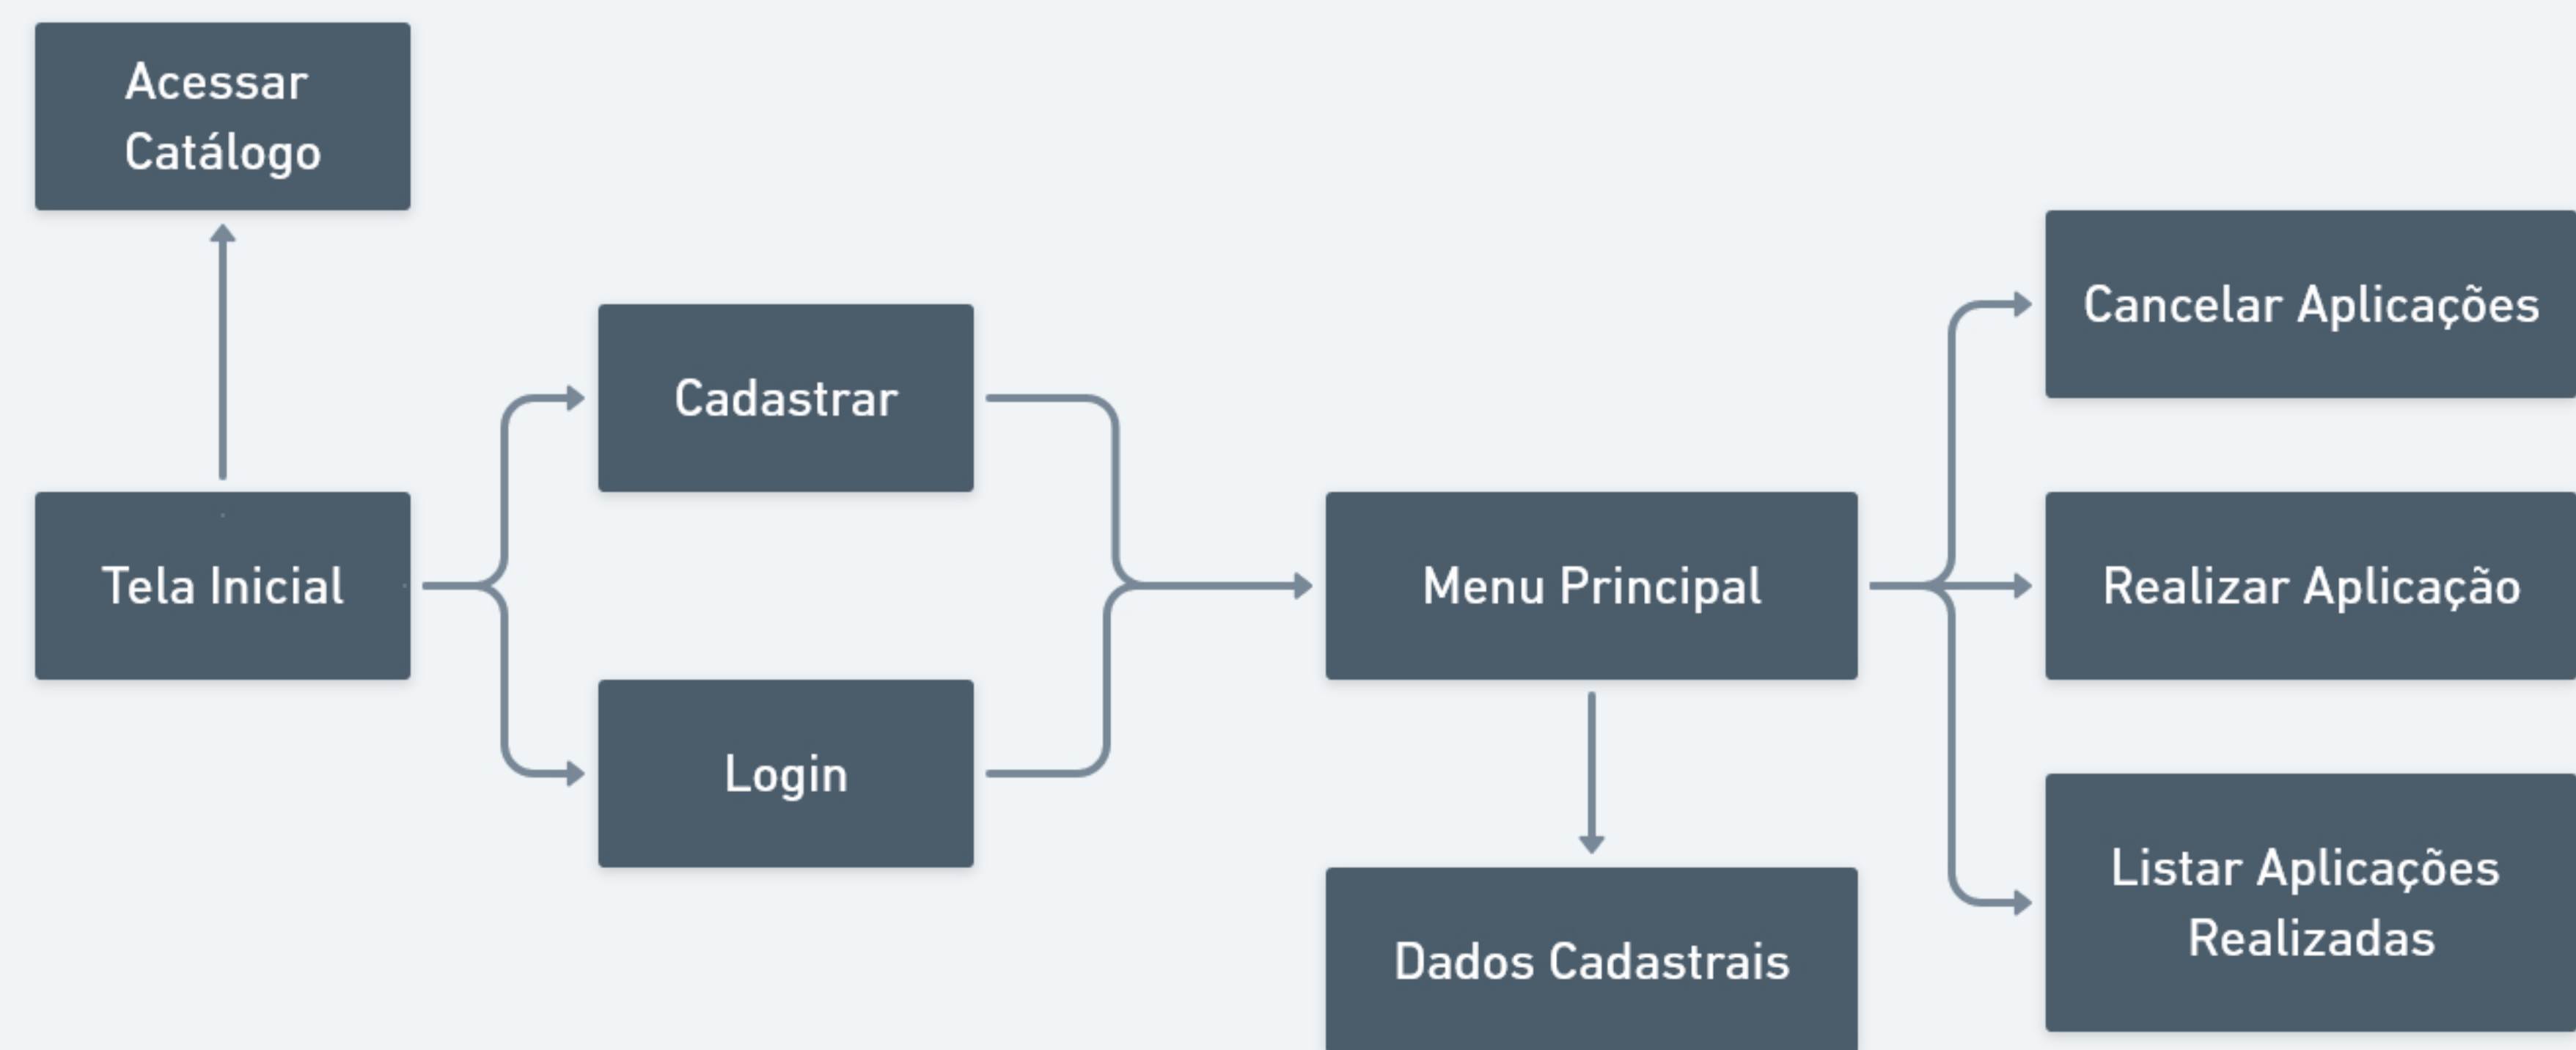 Acessar
Catálogo
Cancelar Aplicações
Cadastrar
Tela Inicial
Menu Principal
Realizar Aplicação
Login
Listar Aplicações
Realizadas
Dados Cadastrais